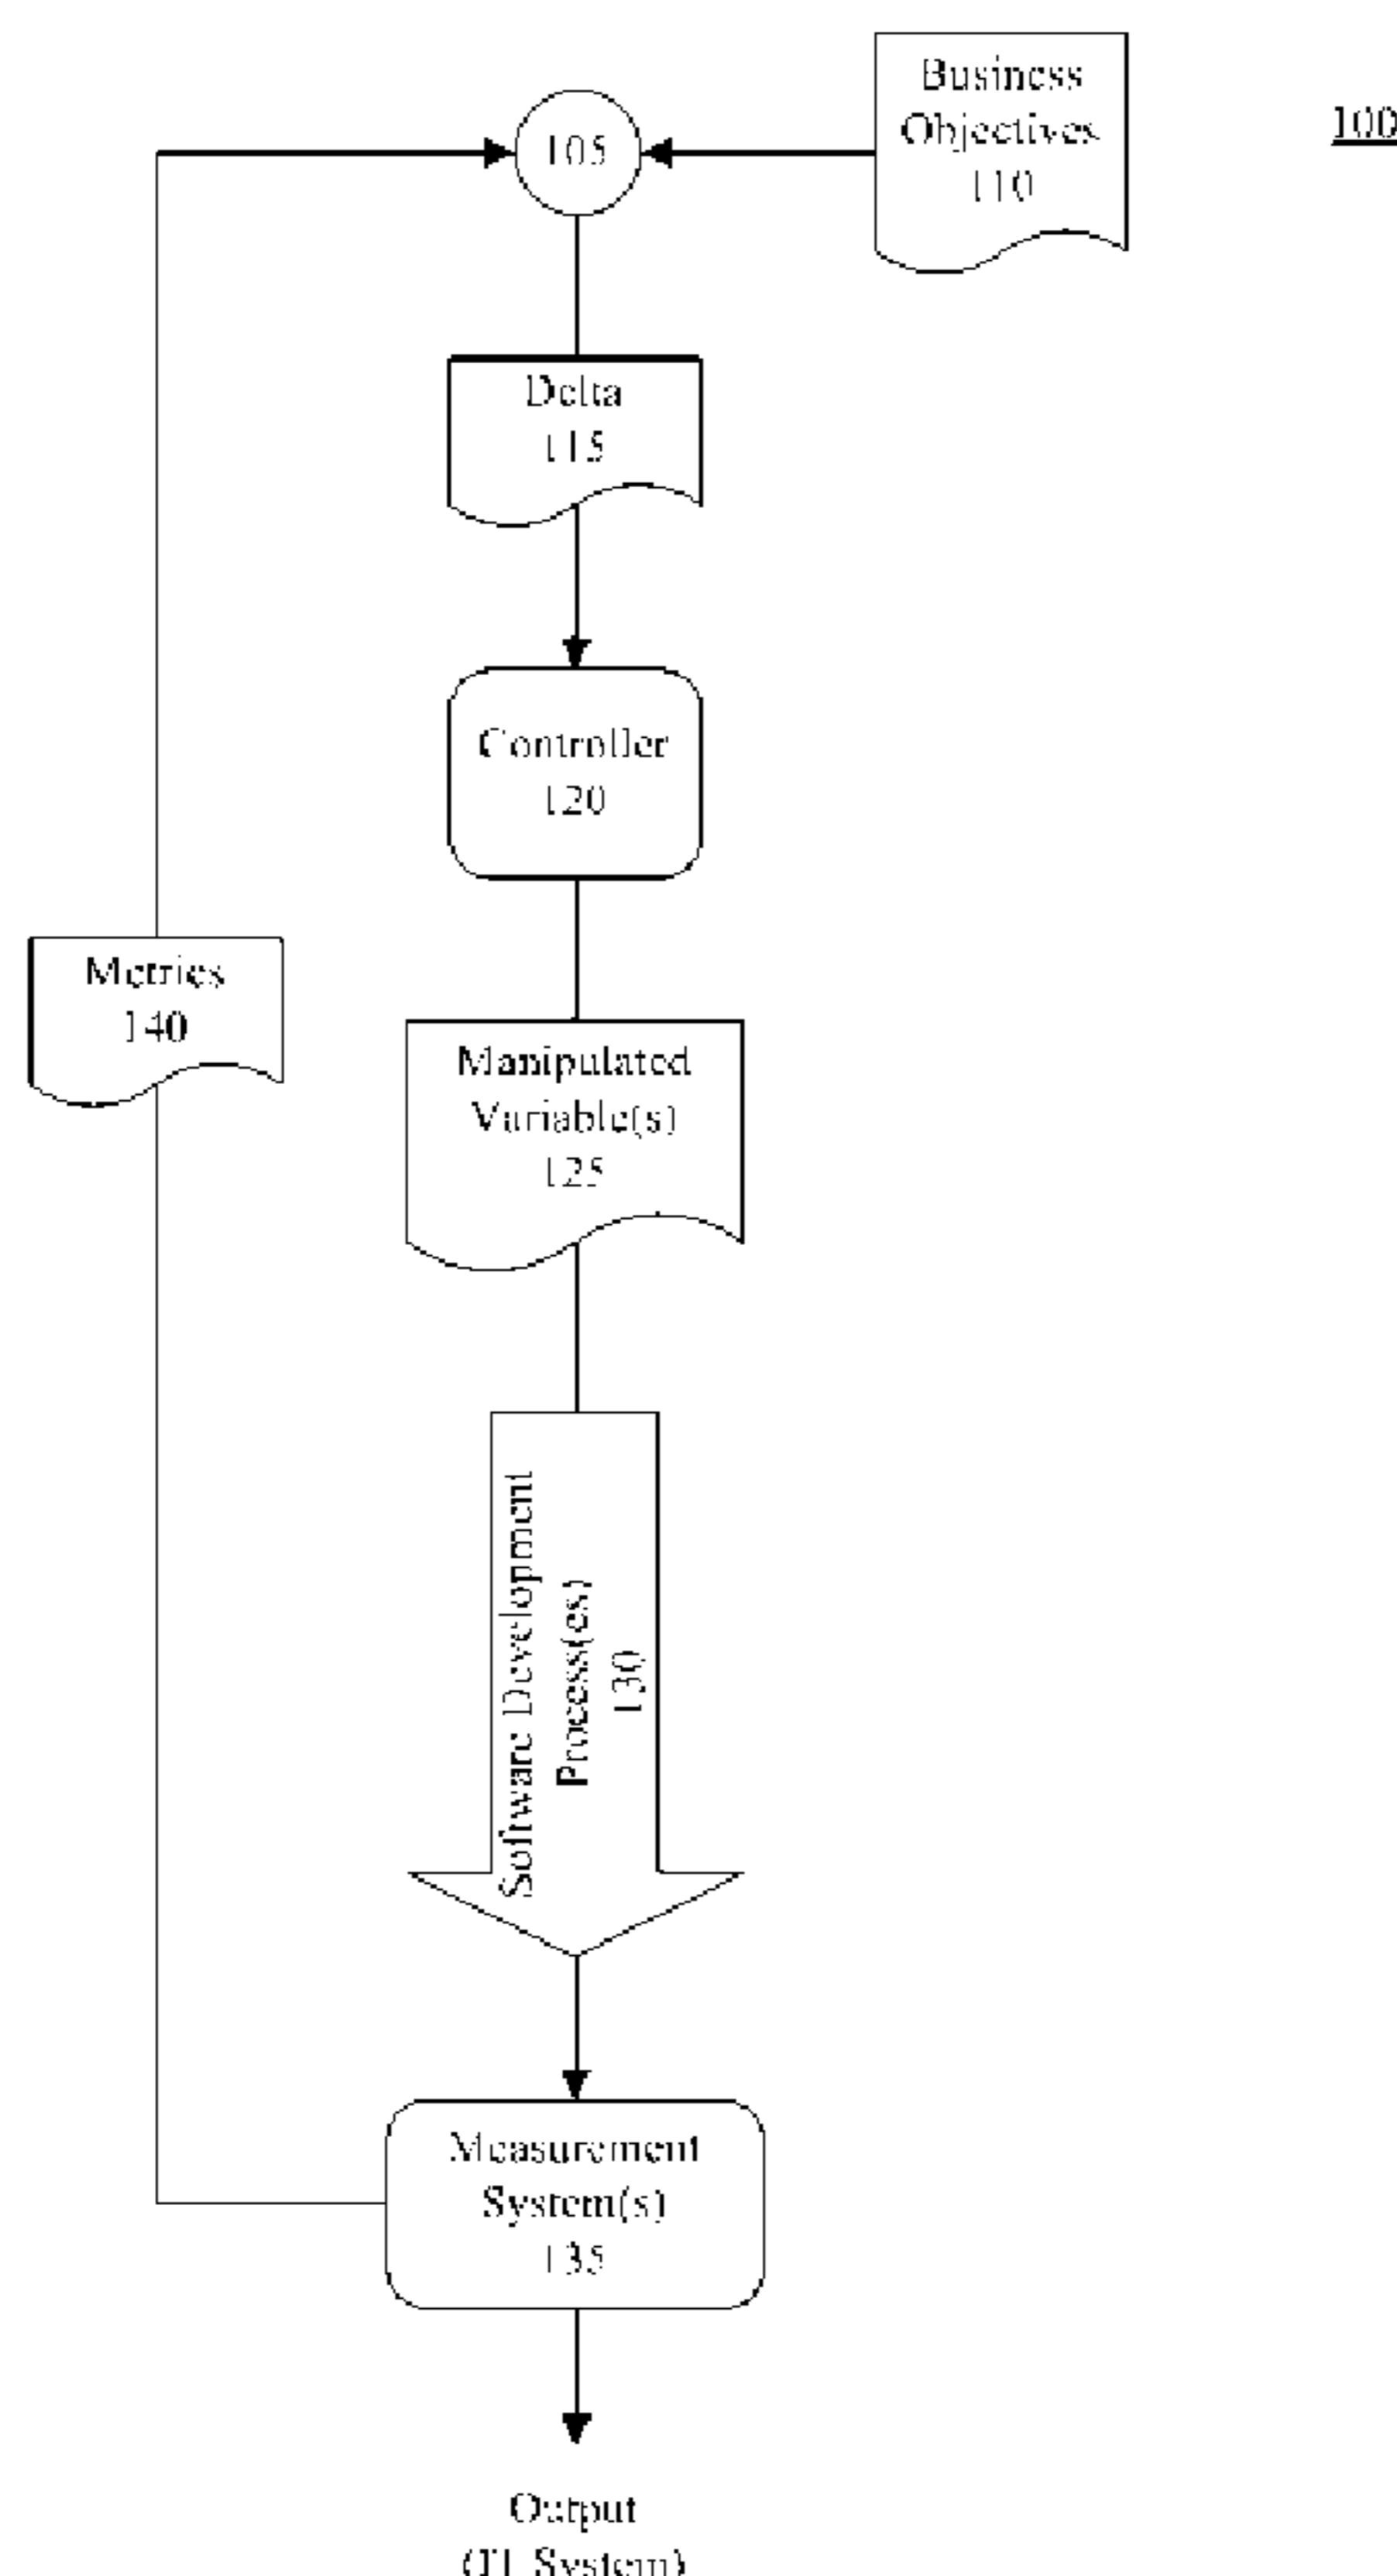 Business
Objectives
110
100
105
Delta
115
Controller
120
Metrics
140
Manipulated
Variable(s)
125
Software Development
Process(es)
130
Measurement
System(s)
135
Output
System)